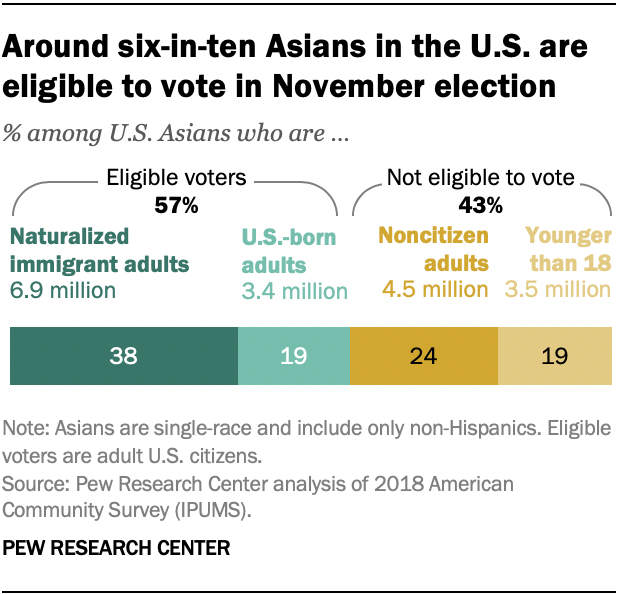 Around six-in-ten Asians in the U.S. are
eligible to vote in November election
% among U.S. Asians who are ...
Eligible voters
57%
Not eligible to vote
43%
Naturalized
immigrant adults
6.9 million
U.S.-born
adults
3.4 million
Noncitizen
adults
4.5 million
Younger
than 18
3.5 million
38 19 24 19
Note: Asians are single-race and include only non-Hispanics. Eligible
voters are adult U.S. citizens.
Source: Pew Research Center analysis of 2018 American
Community Survey (IPUMS).
PEW RESEARCH CENTER